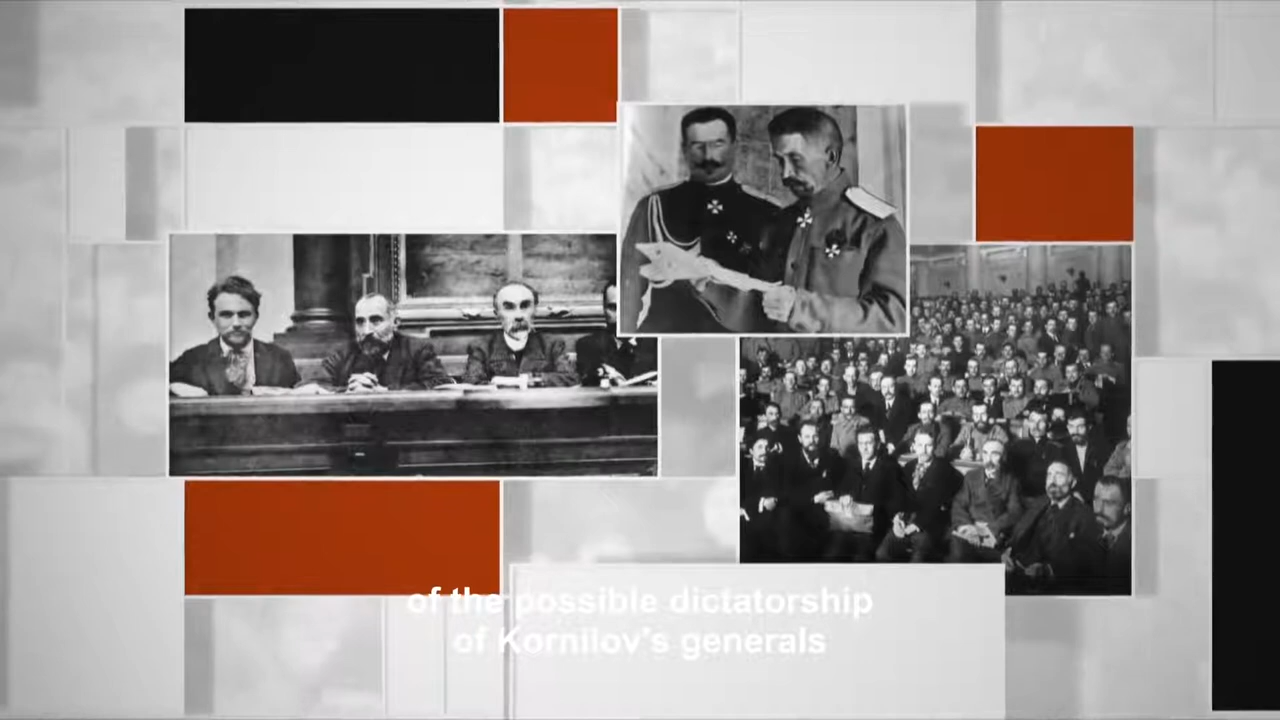 of the possible dictatorship
of Kornilov's generals